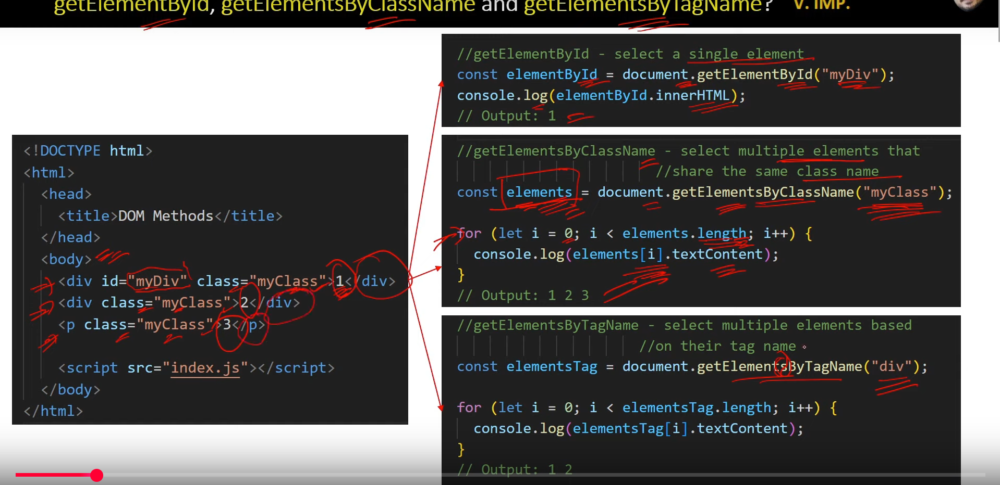 getElementById, getElementsByClassName and getElementsByTagName? V. IMP.
<!DOCTYPE html>
<html>
<head>
<title>DOM Methods</title>
</head>
<body>
<div id="myDiv" class="myClass">1</div>
<div class="myClass">2</div>
<p class="myClass">3</p>
<script src="index.js"></script>
</body>
</html>
//getElementById - select a single element
const elementById = document.getElementById("myDiv");
console.log(elementById.innerHTML);
// Output: 1
//getElementsByClassName - select multiple elements that
//share the same class name
const elements = document.getElementsByClassName("myClass");
for (let i = 0; i < elements.length; i++) {
console.log(elements[i].textContent);
}
// Output: 1 2 3
//getElementsByTagName - select multiple elements based
//on their tag name
const elementsTag = document.getElementsByTagName("div");
for (let i = 0; i < elementsTag.length; i++) {
console.log(elementsTag[i].textContent);
}
// Output: 1 2